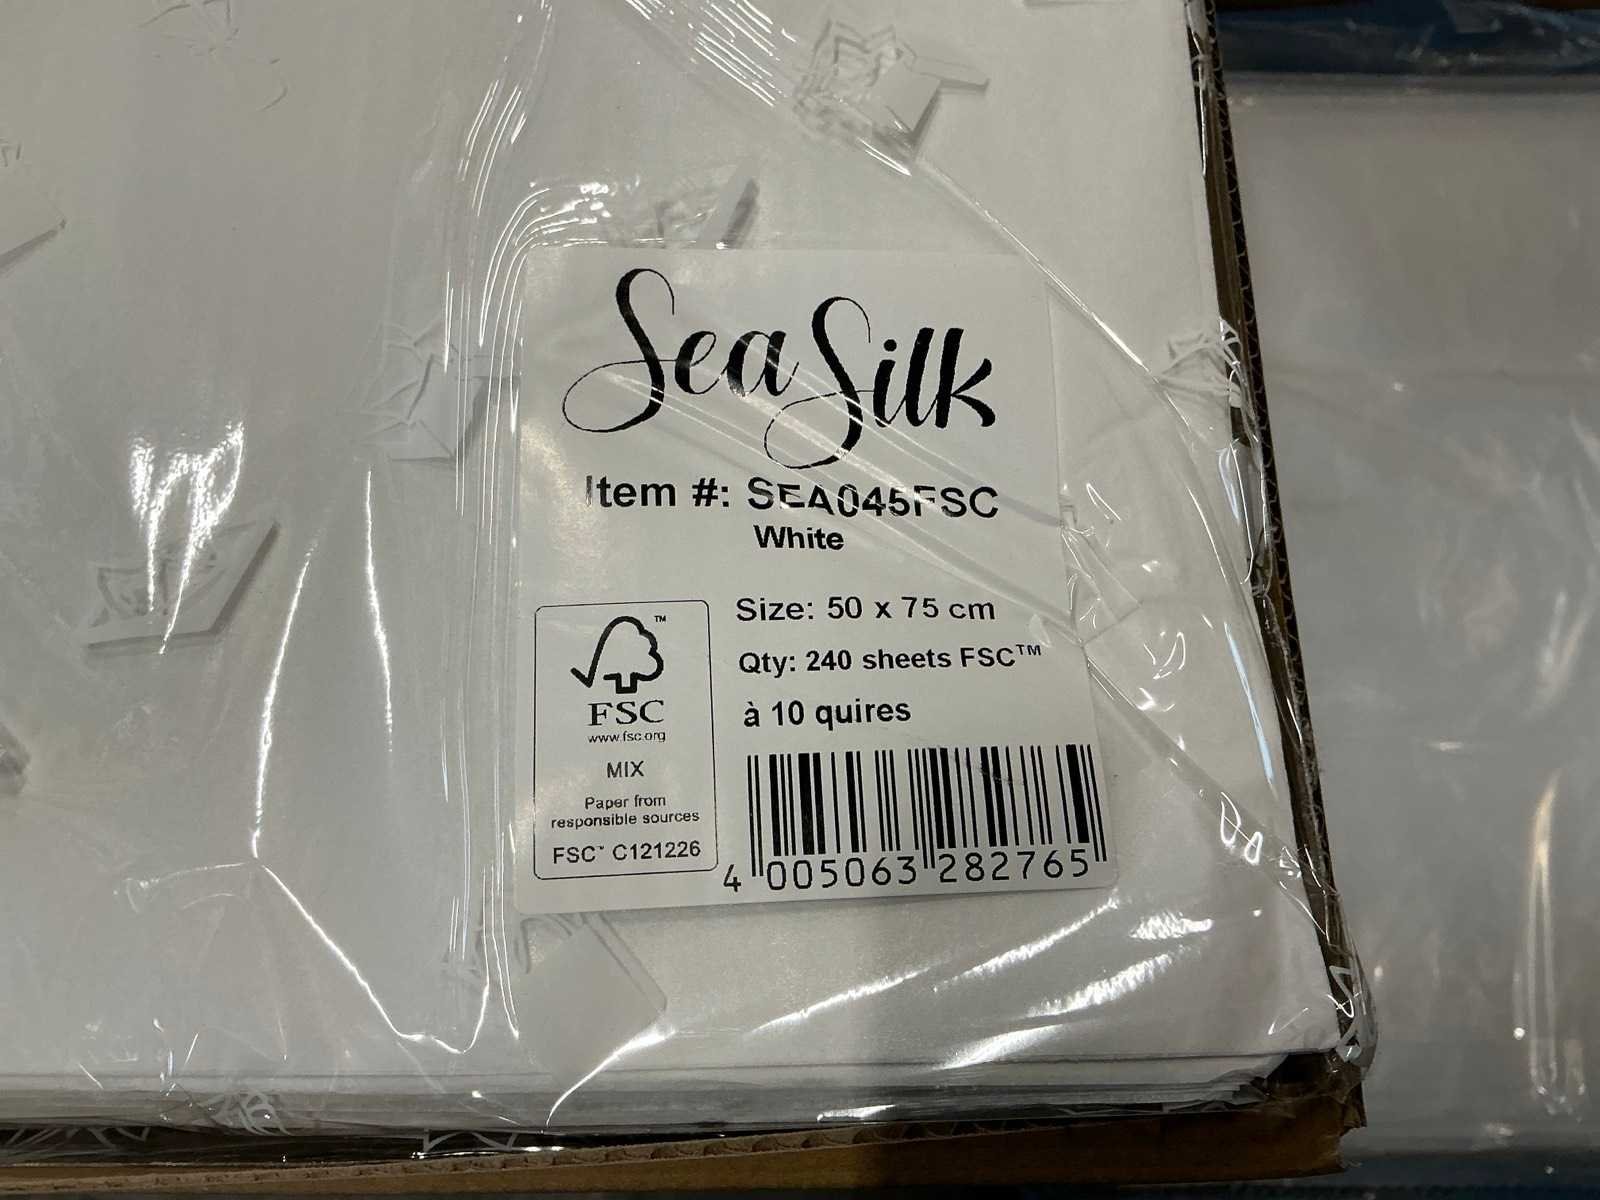 Sea Silk
Item #: SEA045FSC
White
Size: 50 x 75 cm
Qty: 240 sheets FSC™
à 10 quires
™
FSC
www.fsc.org
MIX
Paper from
responsible sources
FSC™ C121226
4 005063 282765